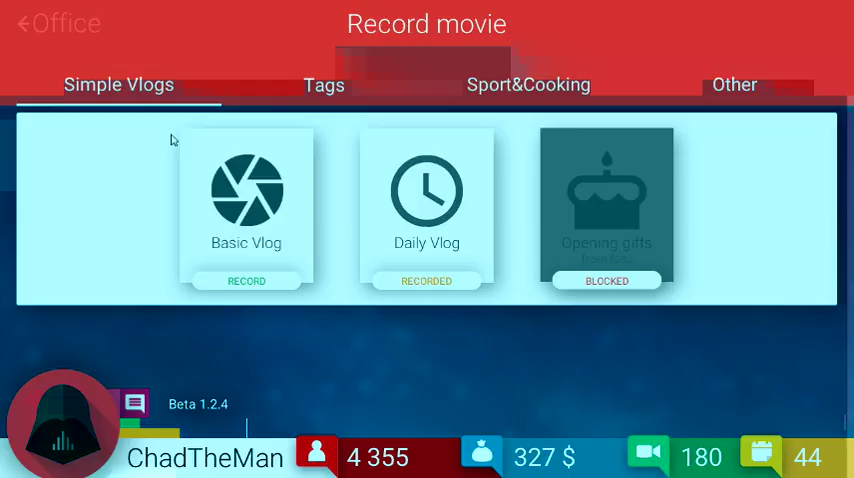 Office
Record movie
Simple Vlogs Tags Sport&Cooking Other
Basic Vlog Daily Vlog Opening gifts
RECORD RECORDED BLOCKED
Beta 1.2.4
ChadTheMan 4 355 327 $ 180 44